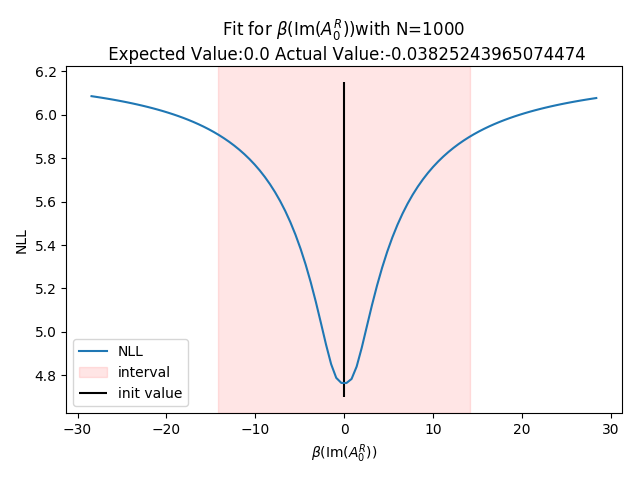 Fit for β(Im(A₀ᴿ))with N=1000
Expected Value:0.0 Actual Value:-0.03825243965074474
6.2
6.0
5.8
5.6
5.4
5.2
5.0
4.8
NLL
NLL
interval
init value
−30 −20 −10 0 10 20 30
β(Im(A₀ᴿ))